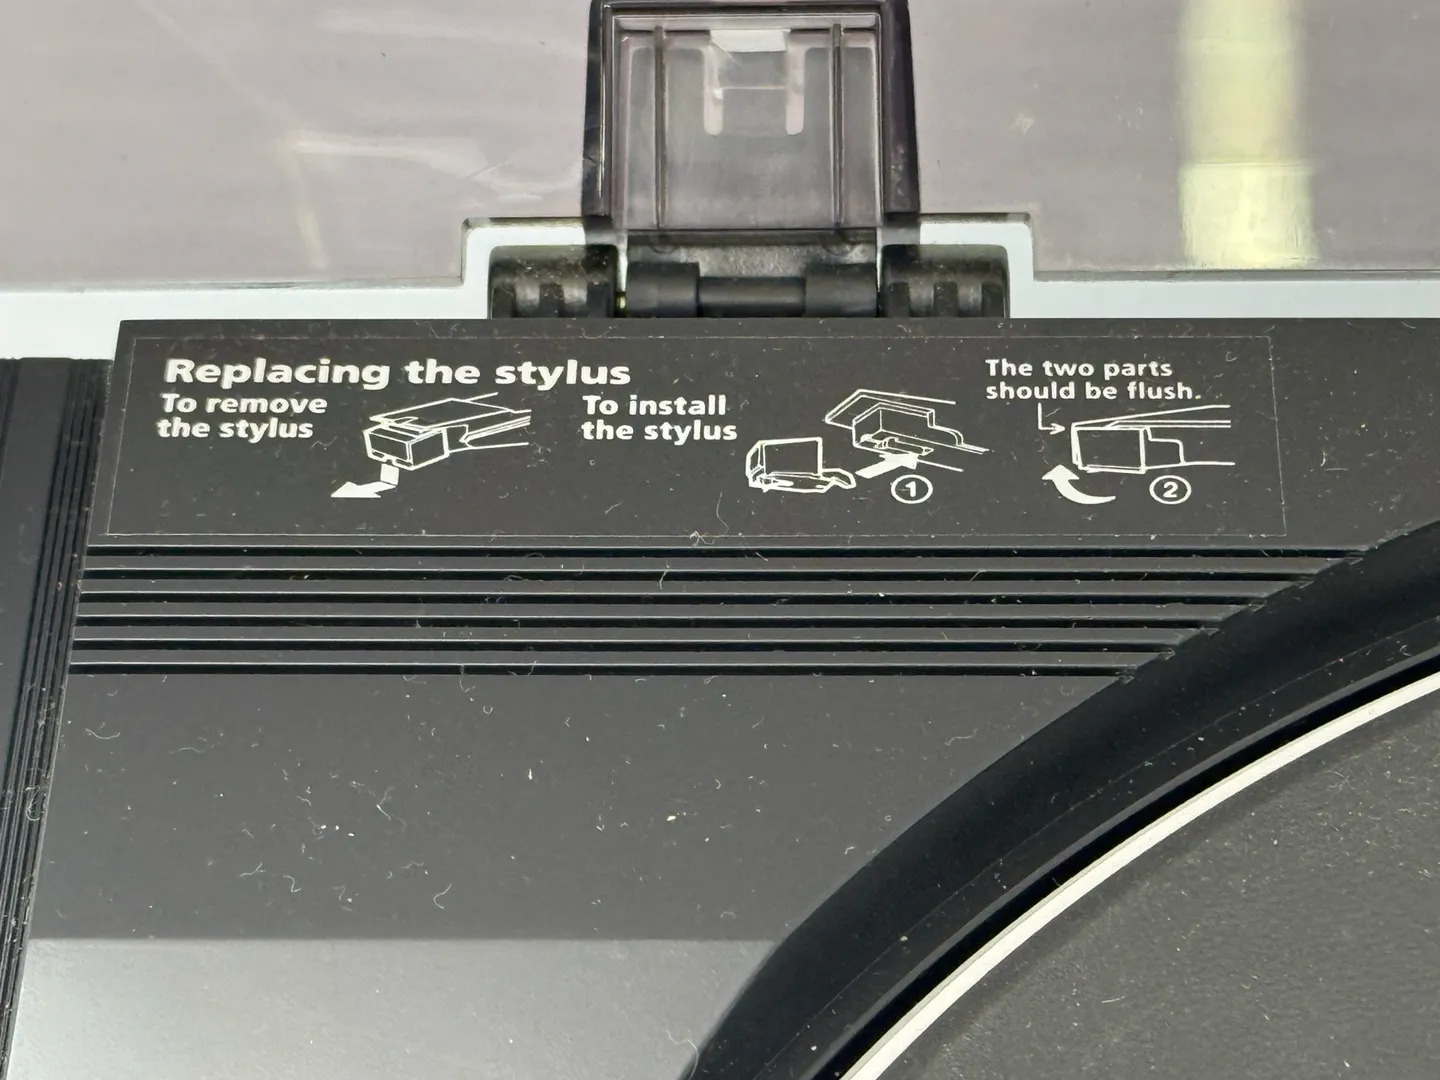 Replacing the stylus
To remove
the stylus
To install
the stylus
1
The two parts
should be flush.
2